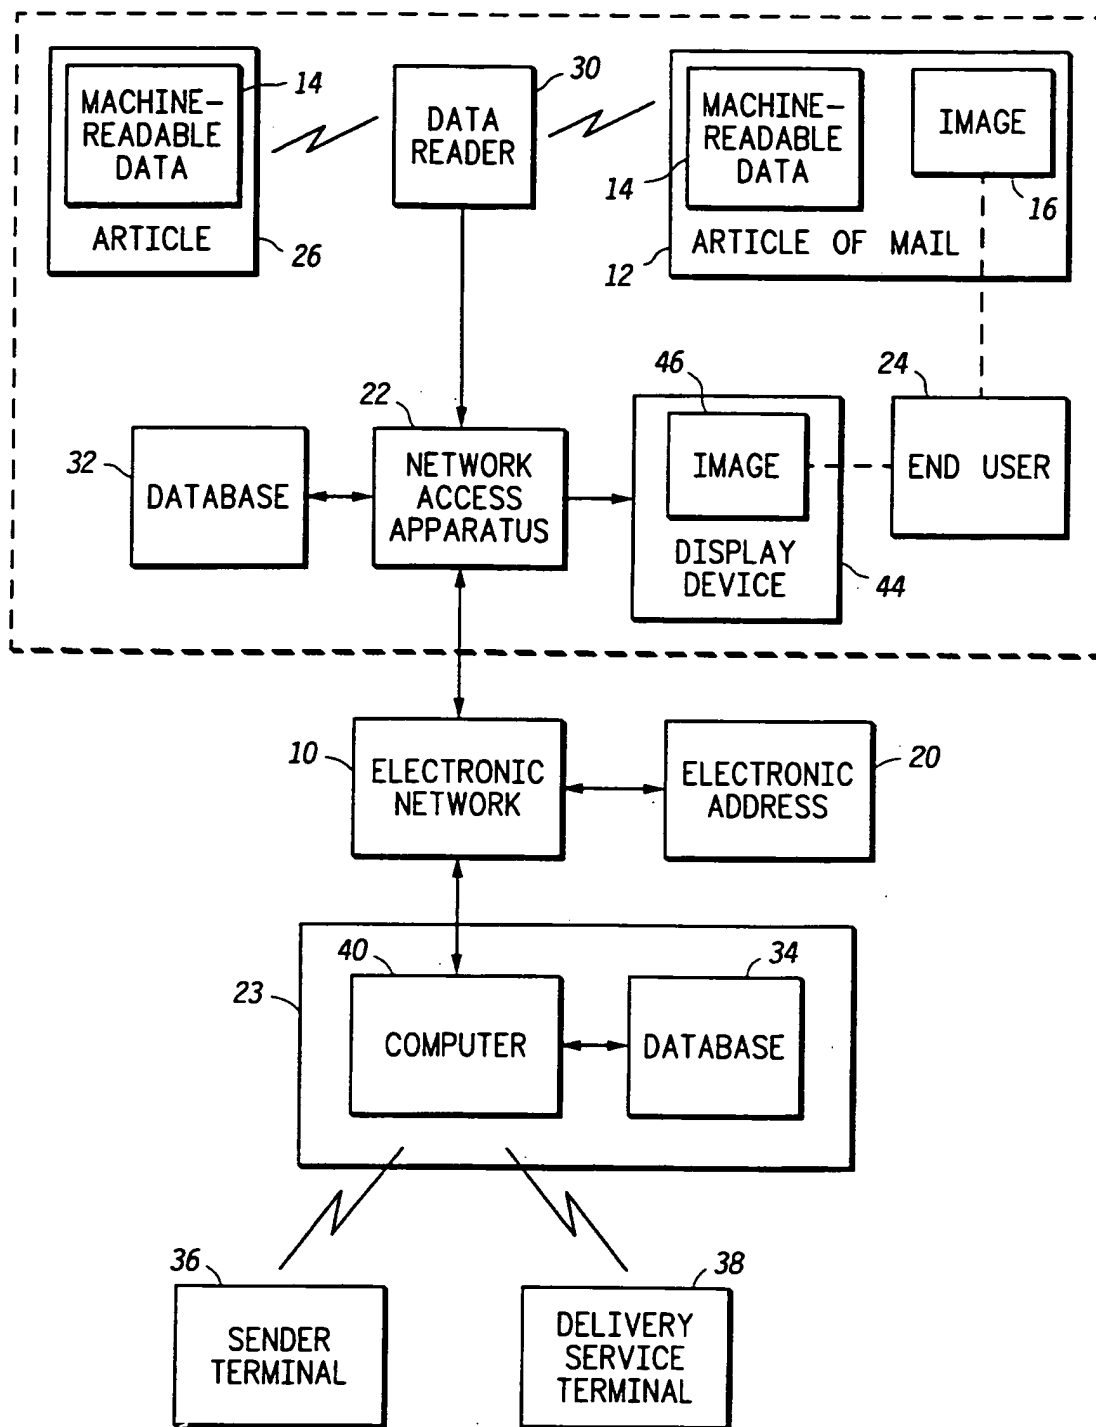 14
MACHINE-
READABLE
DATA
ARTICLE
26
30
DATA
READER
MACHINE-
READABLE
DATA
14
IMAGE
16
ARTICLE OF MAIL
12
22
NETWORK
ACCESS
APPARATUS
32
DATABASE
46
IMAGE
DISPLAY
DEVICE
44
24
END USER
10
ELECTRONIC
NETWORK
20
ELECTRONIC
ADDRESS
23
40
COMPUTER
34
DATABASE
36
SENDER
TERMINAL
38
DELIVERY
SERVICE
TERMINAL